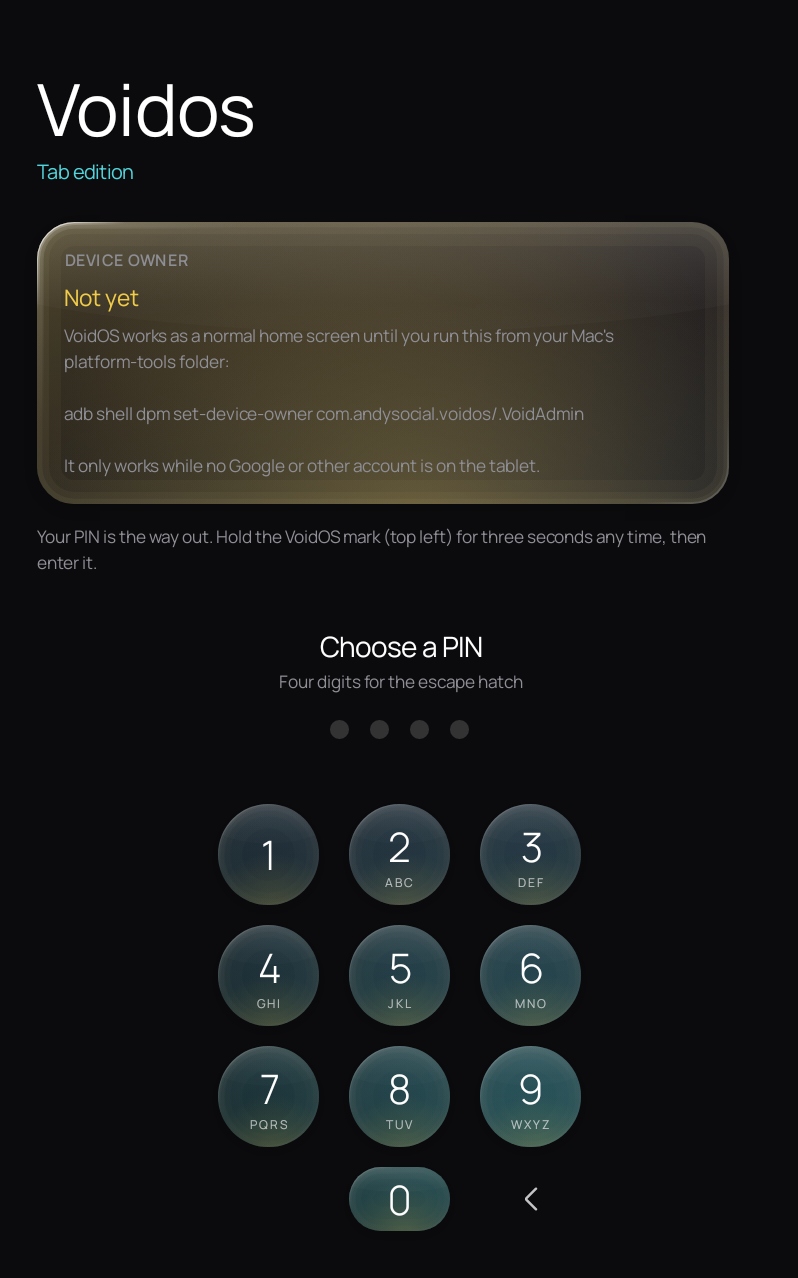 Voidos
Tab edition
DEVICE OWNER
Not yet
VoidOS works as a normal home screen until you run this from your Mac's
platform-tools folder:
adb shell dpm set-device-owner com.andysocial.voidos/.VoidAdmin
It only works while no Google or other account is on the tablet.
Your PIN is the way out. Hold the VoidOS mark (top left) for three seconds any time, then
enter it.
Choose a PIN
Four digits for the escape hatch
1 2 3
ABC DEF
4 5 6
GHI JKL MNO
7 8 9
PQRS TUV WXYZ
0